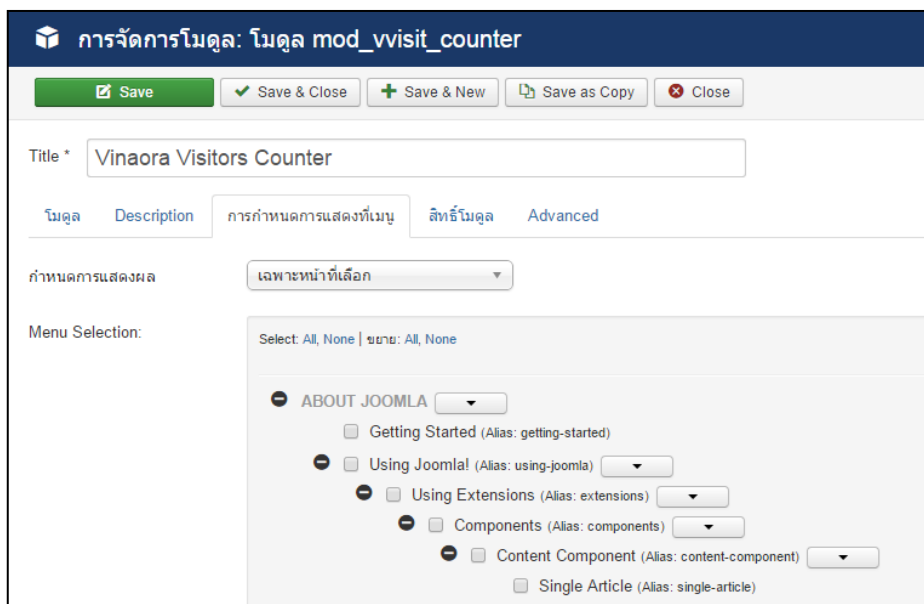 การจัดการโมดูล: โมดูล mod_vvisit_counter
Save Save & Close Save & New Save as Copy Close
Title * Vinaora Visitors Counter
โมดูล Description การกำหนดการแสดงที่เมนู สิทธิ์โมดูล Advanced
กำหนดการแสดงผล เฉพาะหน้าที่เลือก
Menu Selection: Select: All, None | ขยาย: All, None
ABOUT JOOMLA
Getting Started (Alias: getting-started)
Using Joomla! (Alias: using-joomla)
Using Extensions (Alias: extensions)
Components (Alias: components)
Content Component (Alias: content-component)
Single Article (Alias: single-article)